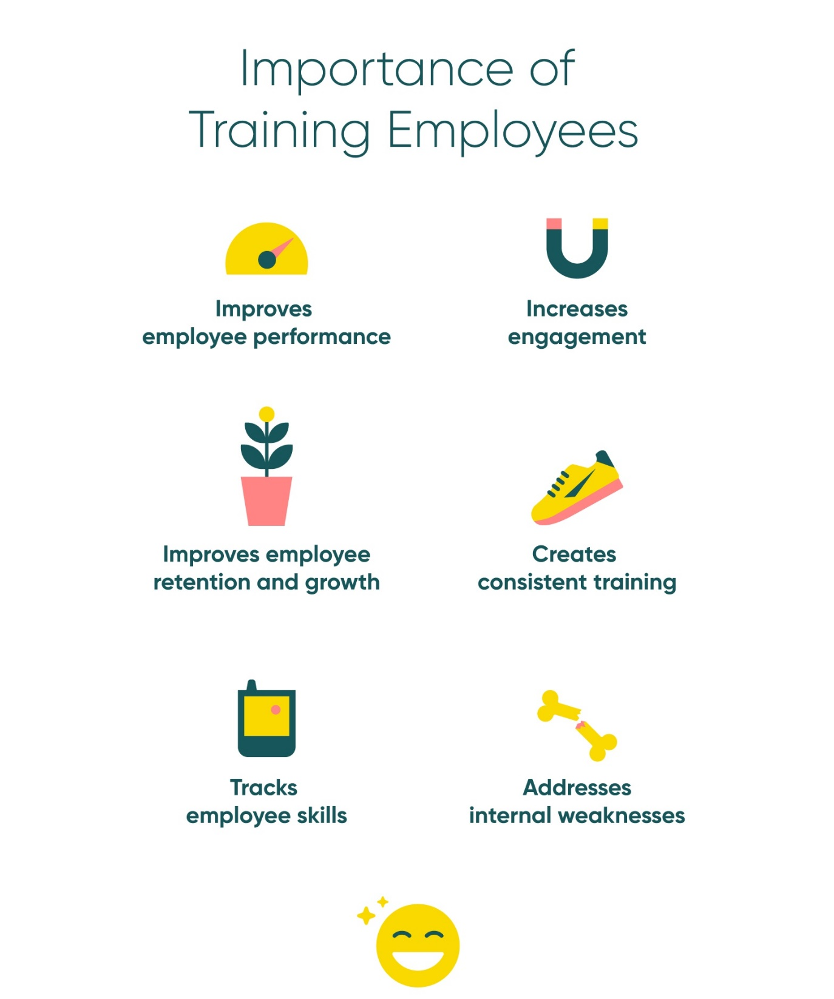 Importance of
Training Employees
Improves
employee performance
Increases
engagement
Improves employee
retention and growth
Creates
consistent training
Tracks
employee skills
Addresses
internal weaknesses